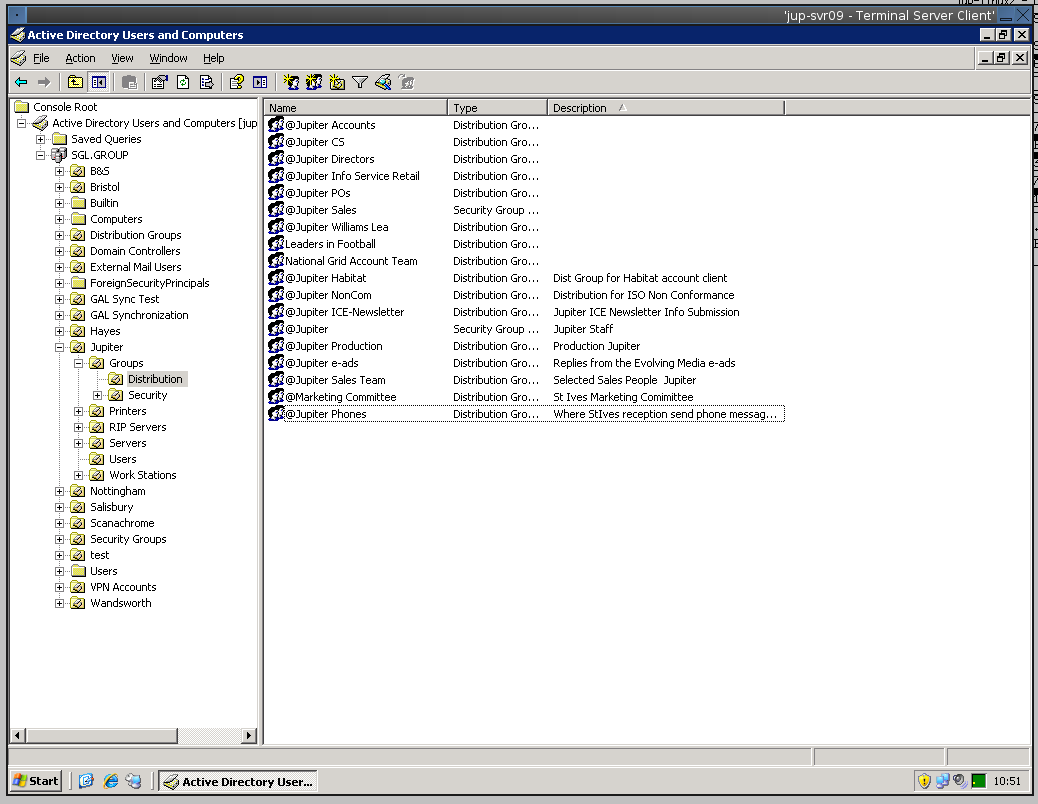 'jup-svr09 - Terminal Server Client'
Active Directory Users and Computers
File Action View Window Help
Console Root
Active Directory Users and Computers [jup
Saved Queries
SGL.GROUP
B&S
Bristol
Builtin
Computers
Distribution Groups
Domain Controllers
External Mail Users
ForeignSecurityPrincipals
GAL Sync Test
GAL Synchronization
Hayes
Jupiter
Groups
Distribution
Security
Printers
RIP Servers
Servers
Users
Work Stations
Nottingham
Salisbury
Scanachrome
Security Groups
test
Users
VPN Accounts
Wandsworth
Name Type Description
@Jupiter Accounts Distribution Gro...
@Jupiter CS Distribution Gro...
@Jupiter Directors Distribution Gro...
@Jupiter Info Service Retail Distribution Gro...
@Jupiter POs Distribution Gro...
@Jupiter Sales Security Group ...
@Jupiter Williams Lea Distribution Gro...
Leaders in Football Distribution Gro...
National Grid Account Team Distribution Gro...
@Jupiter Habitat Distribution Gro... Dist Group for Habitat account client
@Jupiter NonCom Distribution Gro... Distribution for ISO Non Conformance
@Jupiter ICE-Newsletter Distribution Gro... Jupiter ICE Newsletter Info Submission
@Jupiter Security Group ... Jupiter Staff
@Jupiter Production Distribution Gro... Production Jupiter
@Jupiter e-ads Distribution Gro... Replies from the Evolving Media e-ads
@Jupiter Sales Team Distribution Gro... Selected Sales People Jupiter
@Marketing Committee Distribution Gro... St Ives Marketing Comimittee
@Jupiter Phones Distribution Gro... Where StIves reception send phone messag...
Start Active Directory User... 10:51